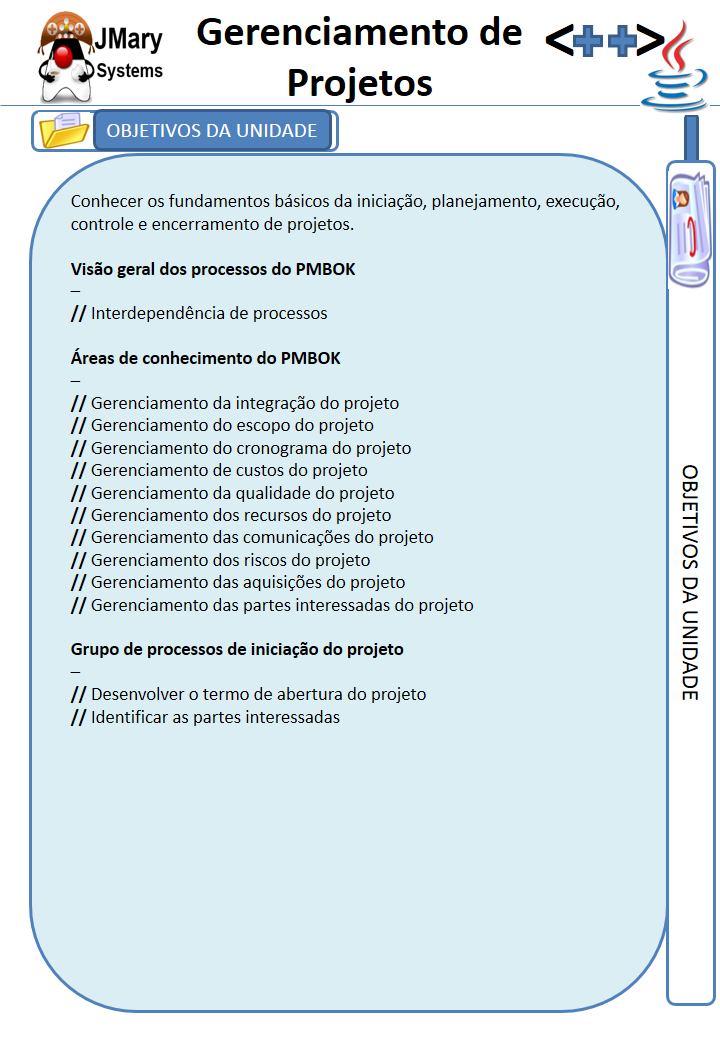 JMary
Systems
Gerenciamento de
Projetos
<++>
OBJETIVOS DA UNIDADE
Conhecer os fundamentos básicos da iniciação, planejamento, execução,
controle e encerramento de projetos.
Visão geral dos processos do PMBOK
–
// Interdependência de processos
Áreas de conhecimento do PMBOK
–
// Gerenciamento da integração do projeto
// Gerenciamento do escopo do projeto
// Gerenciamento do cronograma do projeto
// Gerenciamento de custos do projeto
// Gerenciamento da qualidade do projeto
// Gerenciamento dos recursos do projeto
// Gerenciamento das comunicações do projeto
// Gerenciamento dos riscos do projeto
// Gerenciamento das aquisições do projeto
// Gerenciamento das partes interessadas do projeto
Grupo de processos de iniciação do projeto
–
// Desenvolver o termo de abertura do projeto
// Identificar as partes interessadas
OBJETIVOS DA UNIDADE